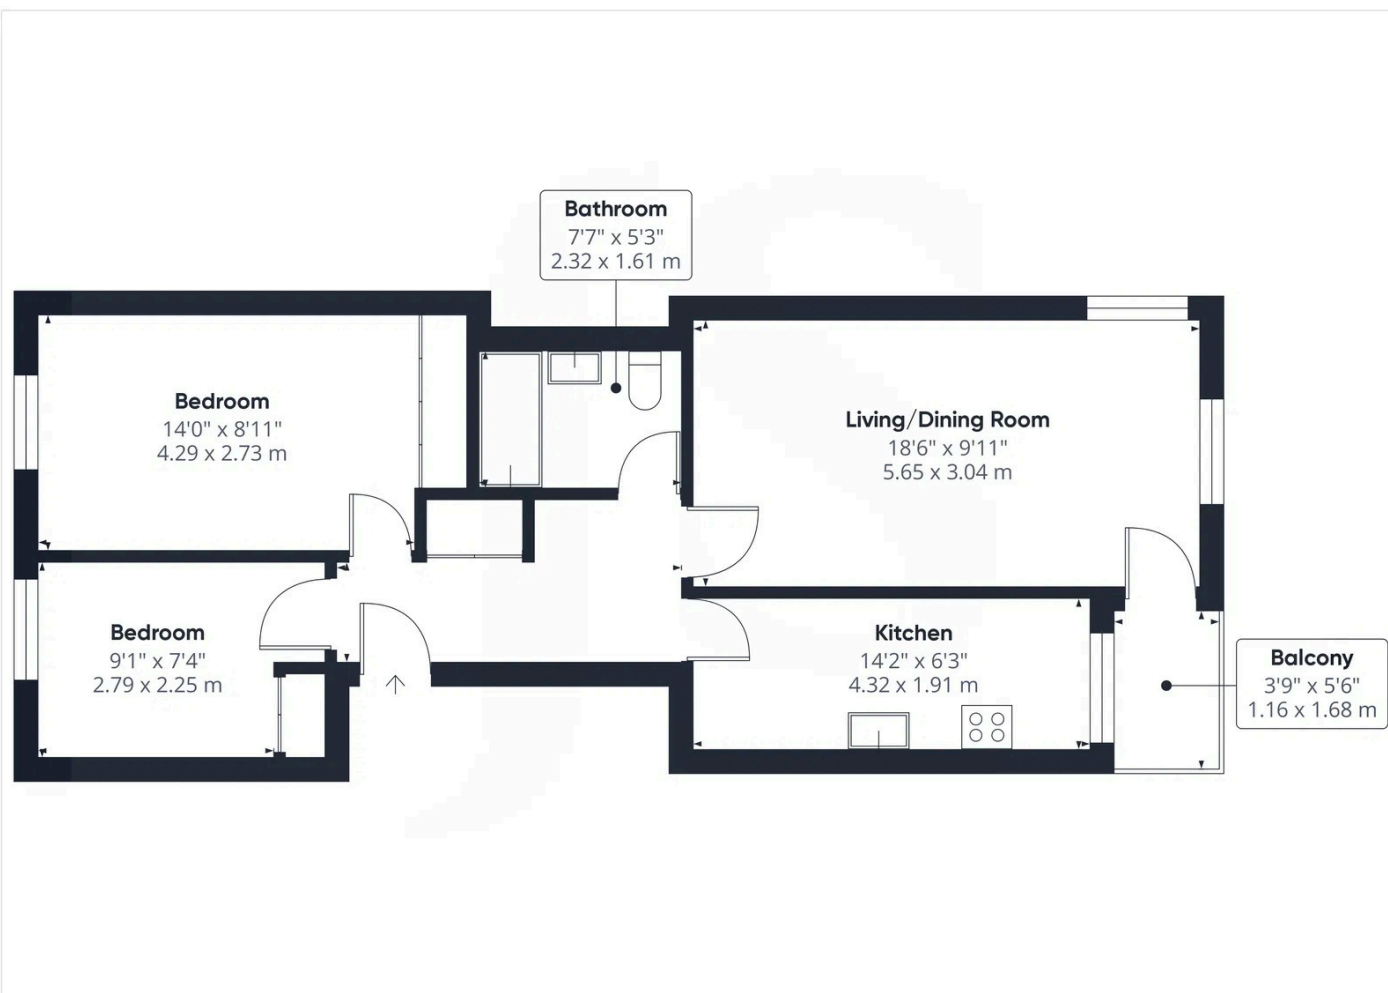 Bathroom
7'7" x 5'3"
2.32 x 1.61 m
Bedroom
14'0" x 8'11"
4.29 x 2.73 m
Living/Dining Room
18'6" x 9'11"
5.65 x 3.04 m
Bedroom
9'1" x 7'4"
2.79 x 2.25 m
Kitchen
14'2" x 6'3"
4.32 x 1.91 m
Balcony
3'9" x 5'6"
1.16 x 1.68 m